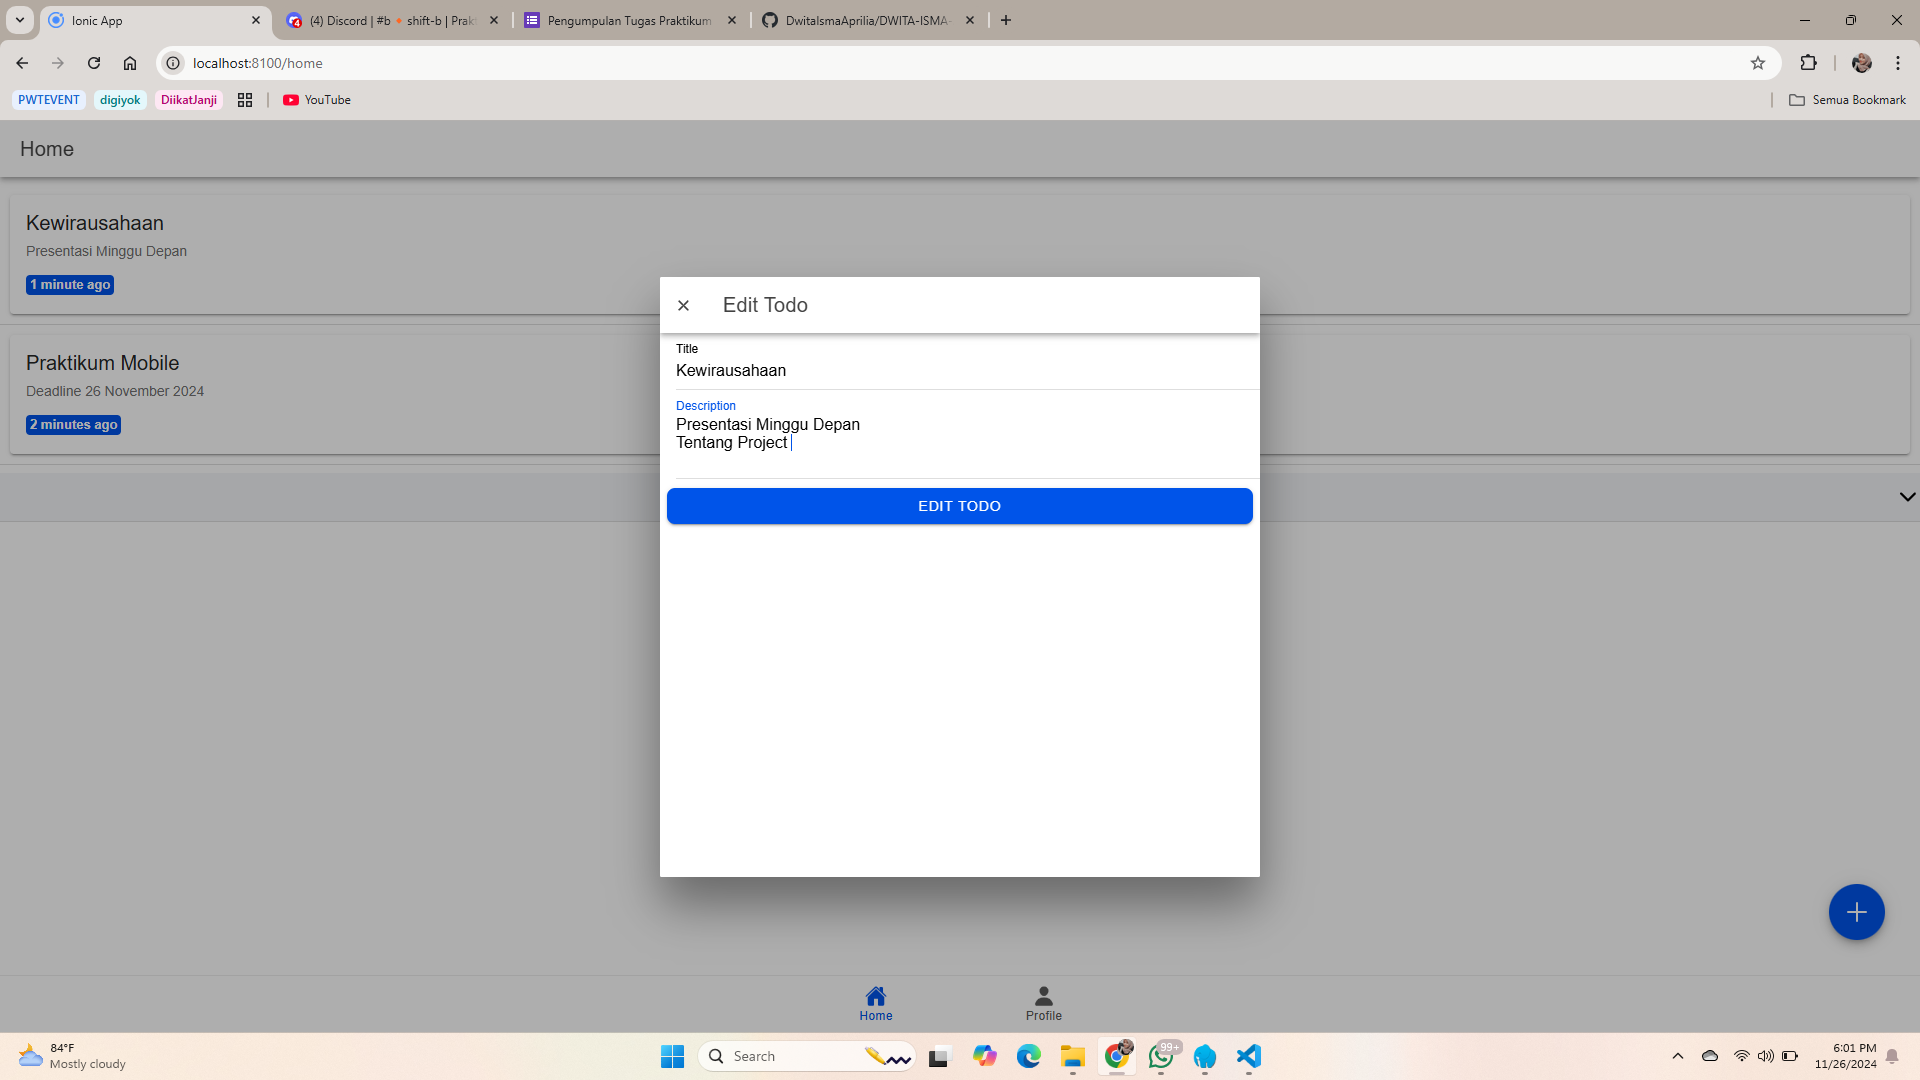 Ionic App
(4) Discord | #b 🔸 shift-b | Prakt
Pengumpulan Tugas Praktikum
DwitaIsmaAprilia/DWITA-ISMA-
localhost:8100/home
PWTEVENT
digiyok
DiikatJanji
YouTube
Semua Bookmark
Home
Kewirausahaan
Presentasi Minggu Depan
1 minute ago
Praktikum Mobile
Deadline 26 November 2024
2 minutes ago
Edit Todo
Title
Kewirausahaan
Description
Presentasi Minggu Depan
Tentang Project
EDIT TODO
Home
Profile
84°F
Mostly cloudy
Search
99+
6:01 PM
11/26/2024